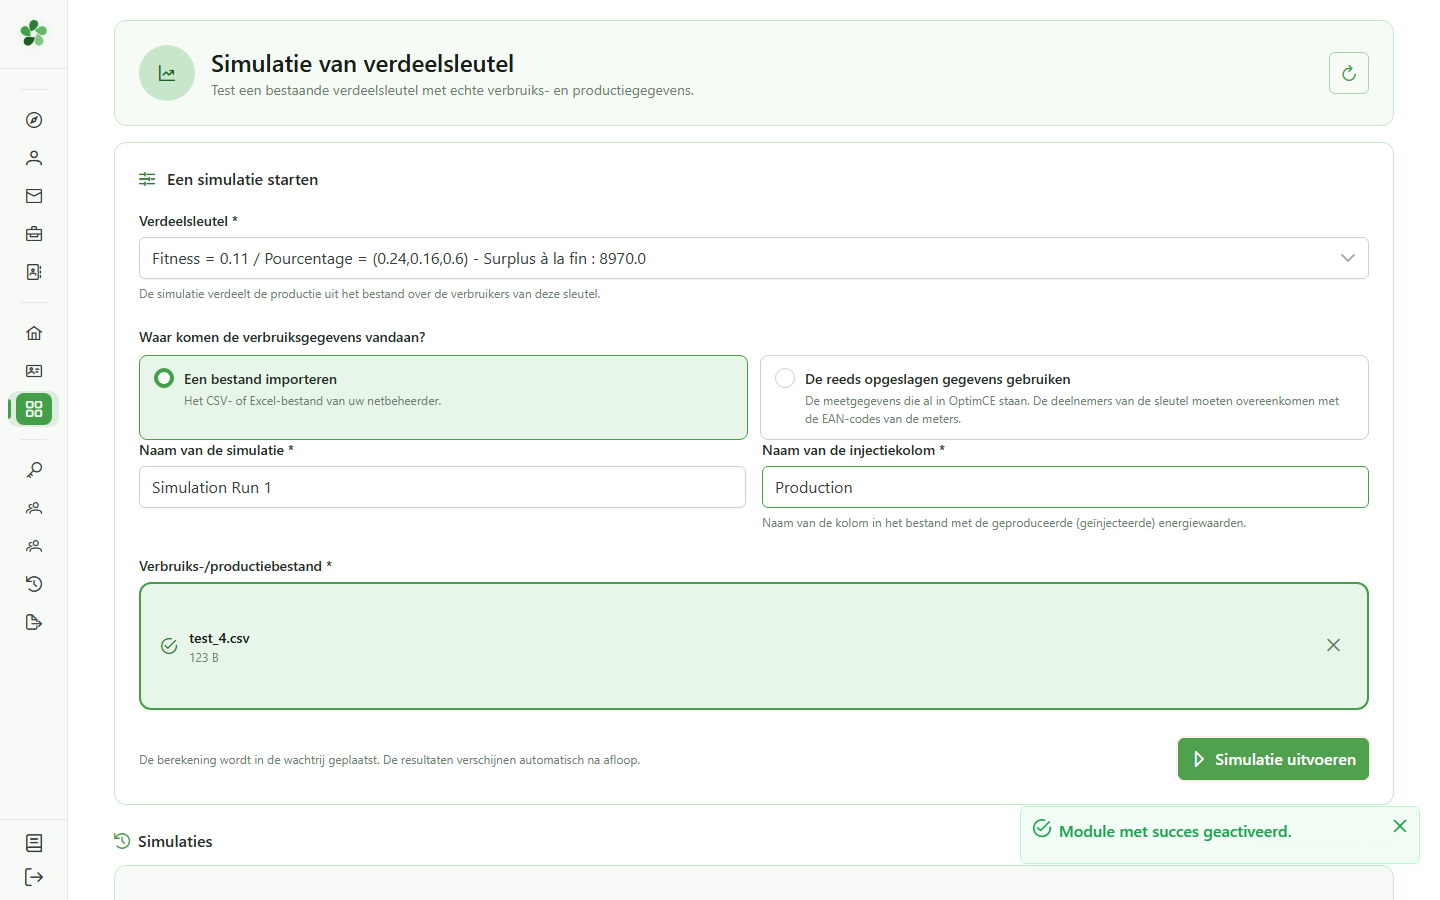 Simulatie van verdeelsleutel
Test een bestaande verdeelsleutel met echte verbruiks- en productiegegevens.
Een simulatie starten
Verdeelsleutel *
Fitness = 0.11 / Pourcentage = (0.24,0.16,0.6) - Surplus à la fin : 8970.0
De simulatie verdeelt de productie uit het bestand over de verbruikers van deze sleutel.
Waar komen de verbruiksgegevens vandaan?
Een bestand importeren
Het CSV- of Excel-bestand van uw netbeheerder.
De reeds opgeslagen gegevens gebruiken
De meetgegevens die al in OptimCE staan. De deelnemers van de sleutel moeten overeenkomen met
de EAN-codes van de meters.
Naam van de simulatie *
Simulation Run 1
Naam van de injectiekolom *
Production
Naam van de kolom in het bestand met de geproduceerde (geïnjecteerde) energiewaarden.
Verbruiks-/productiebestand *
test_4.csv
123 B
De berekening wordt in de wachtrij geplaatst. De resultaten verschijnen automatisch na afloop.
Simulatie uitvoeren
Simulaties
Module met succes geactiveerd.